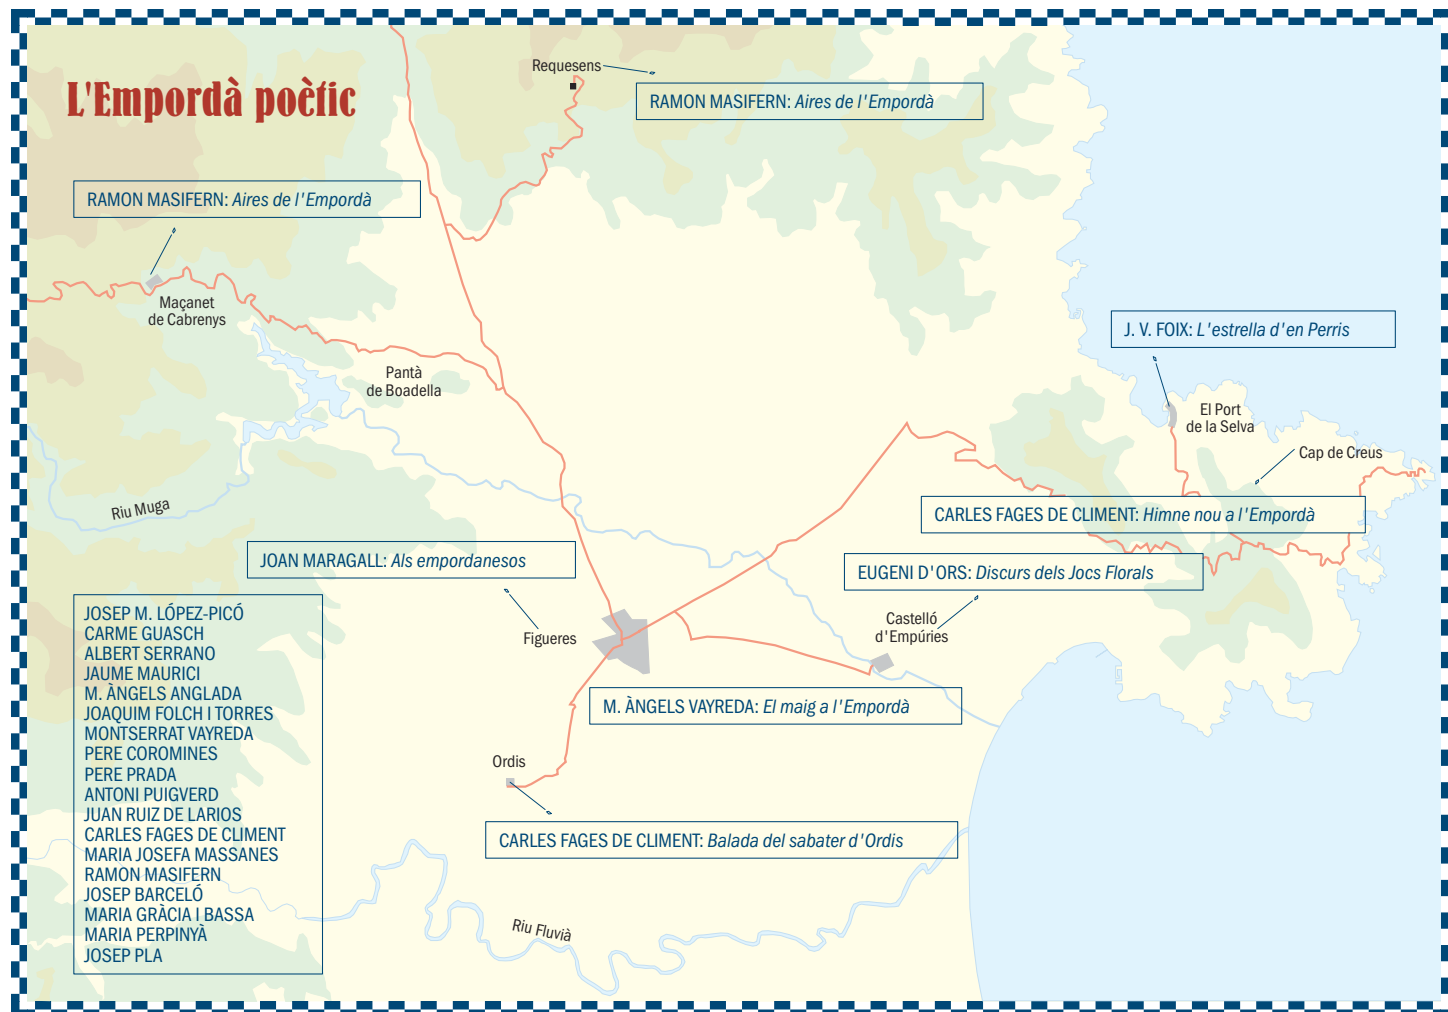 L'Empordà poètic
Requesens
RAMON MASIFERN: Aires de l'Empordà
RAMON MASIFERN: Aires de l'Empordà
Maçanet
de Cabrenys
J. V. FOIX: L'estrella d'en Perris
Pantà
de Boadella
El Port
de la Selva
Cap de Creus
Riu Muga
CARLES FAGES DE CLIMENT: Himne nou a l'Empordà
JOAN MARAGALL: Als empordanesos
EUGENI D'ORS: Discurs dels Jocs Florals
Castelló
d'Empúries
Figueres
M. ÀNGELS VAYREDA: El maig a l'Empordà
Ordis
CARLES FAGES DE CLIMENT: Balada del sabater d'Ordis
Riu Fluvià
JOSEP M. LÓPEZ-PICÓ
CARME GUASCH
ALBERT SERRANO
JAUME MAURICI
M. ÀNGELS ANGLADA
JOAQUIM FOLCH I TORRES
MONTSERRAT VAYREDA
PERE COROMINES
PERE PRADA
ANTONI PUIGVERD
JUAN RUIZ DE LARIOS
CARLES FAGES DE CLIMENT
MARIA JOSEFA MASSANES
RAMON MASIFERN
JOSEP BARCELÓ
MARIA GRÀCIA I BASSA
MARIA PERPINYÀ
JOSEP PLA